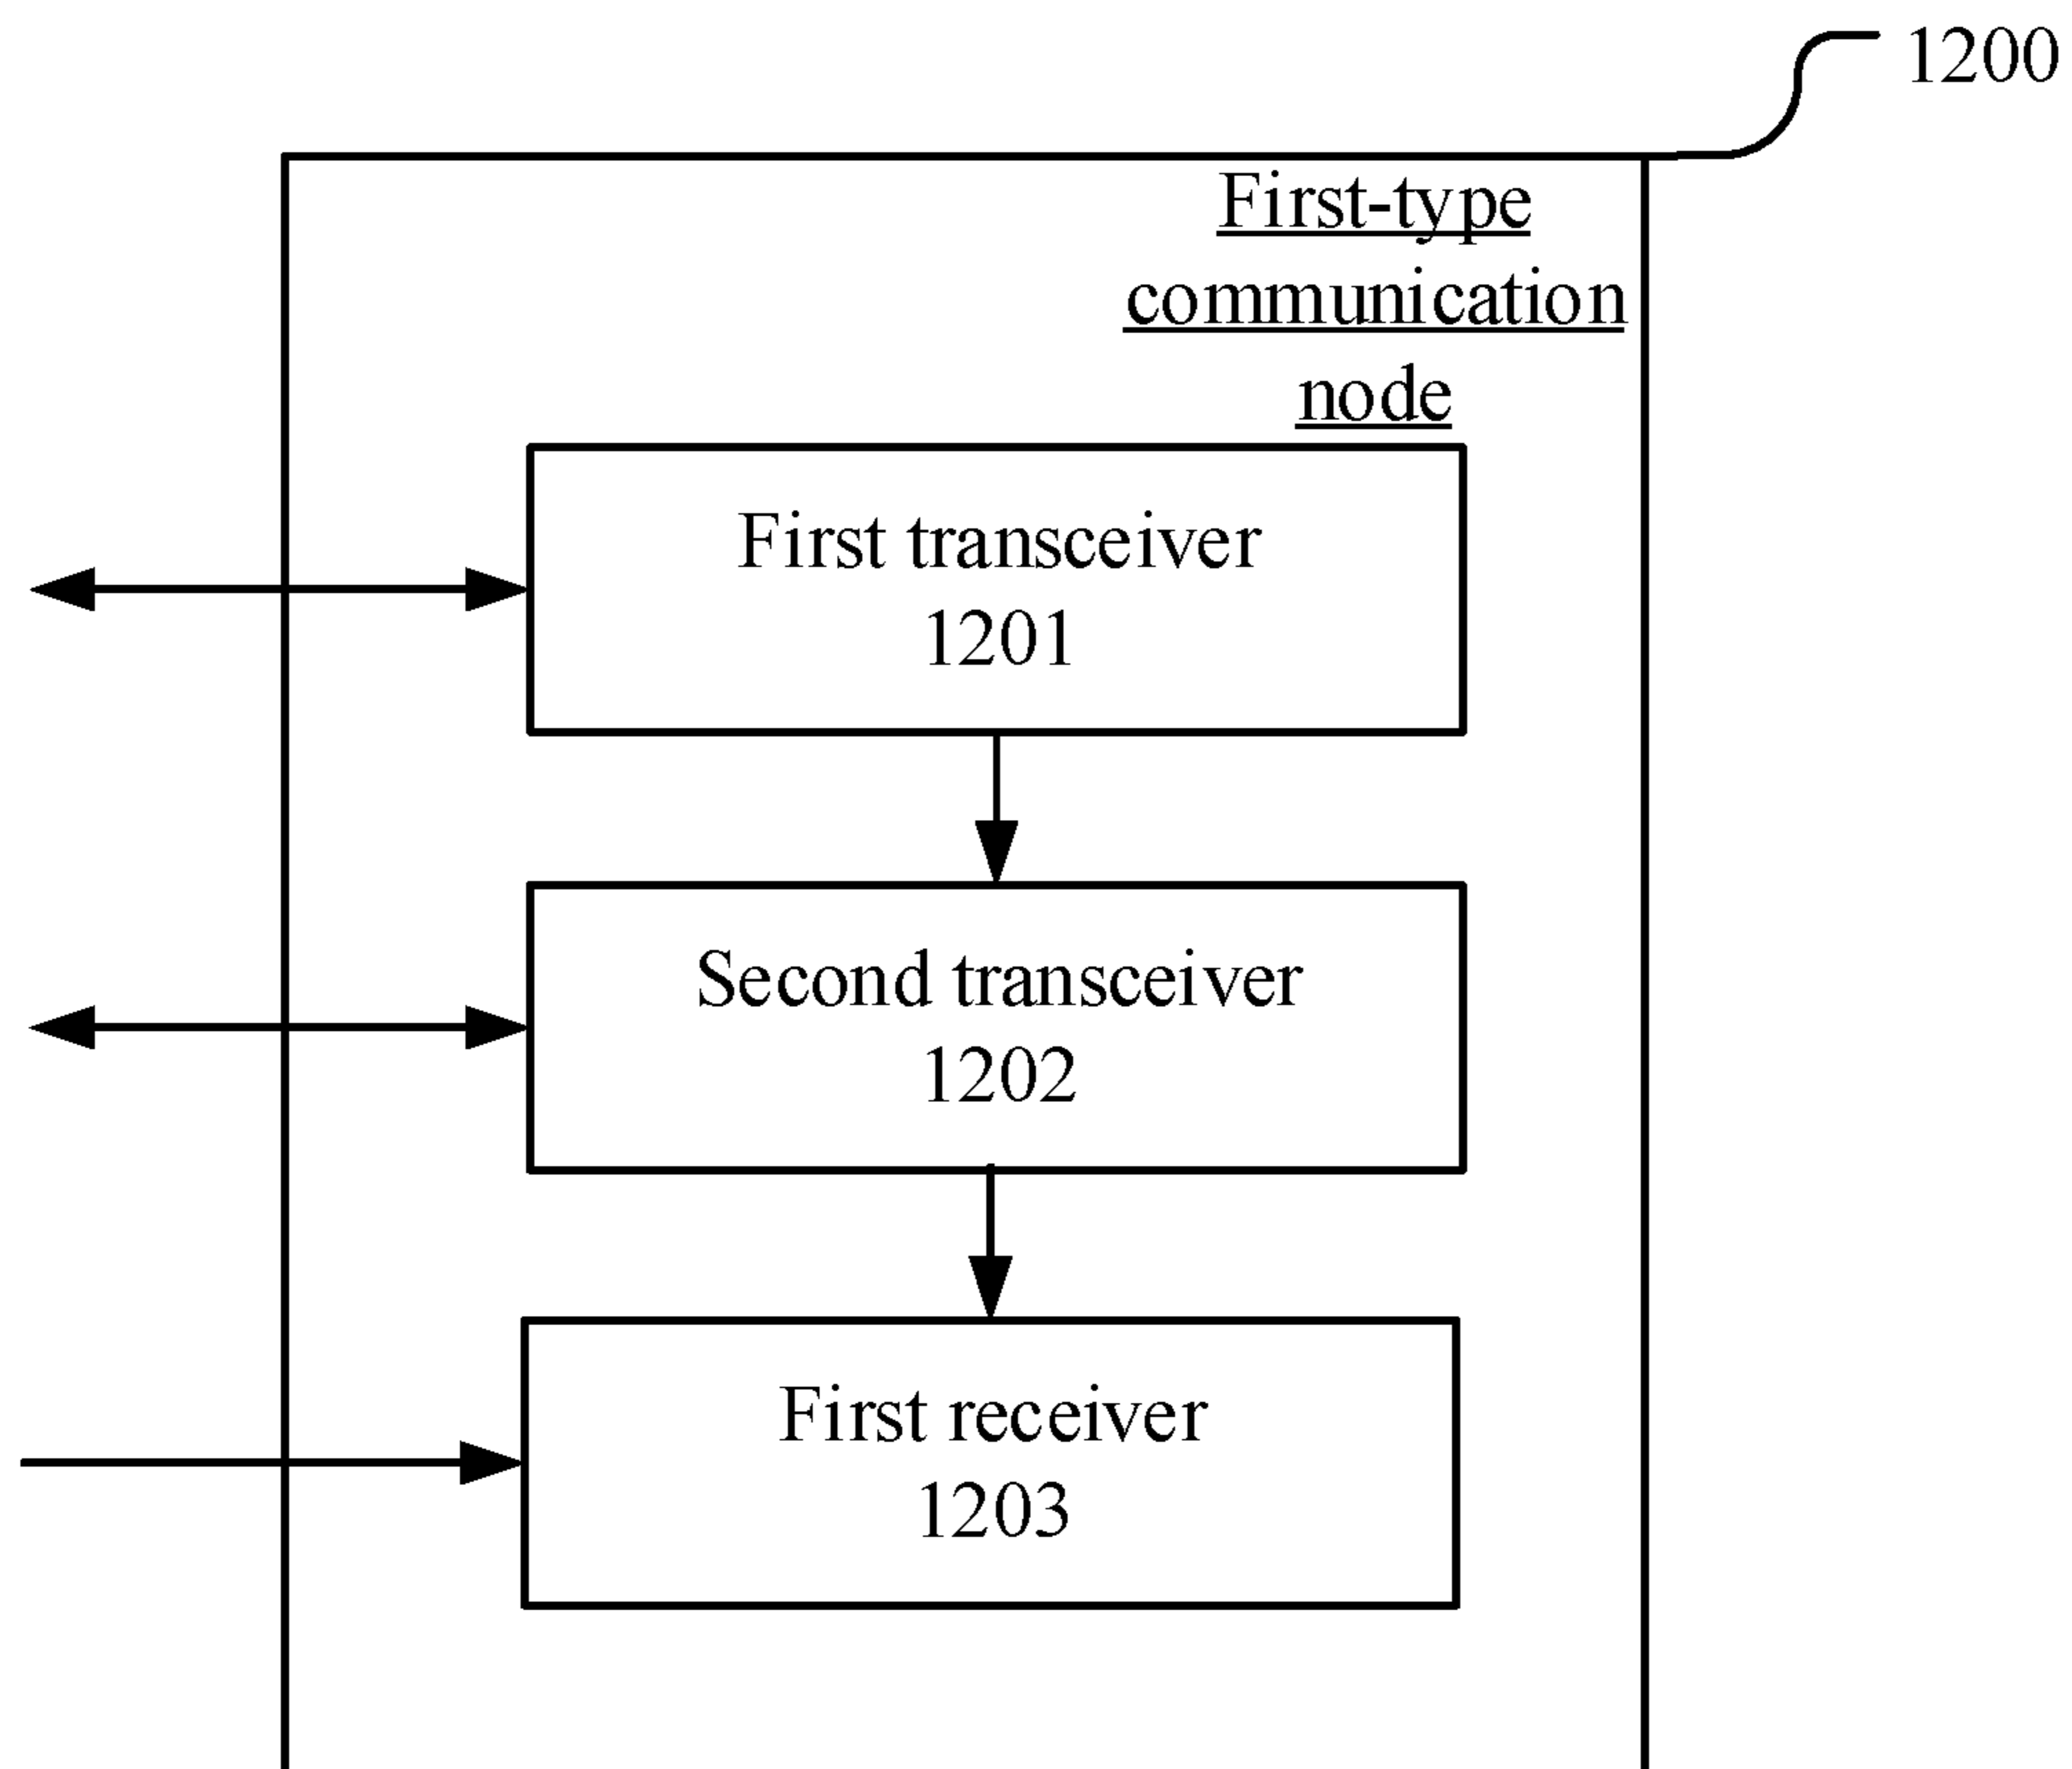 1200
First-type
communication
node
First transceiver
1201
Second transceiver
1202
First receiver
1203